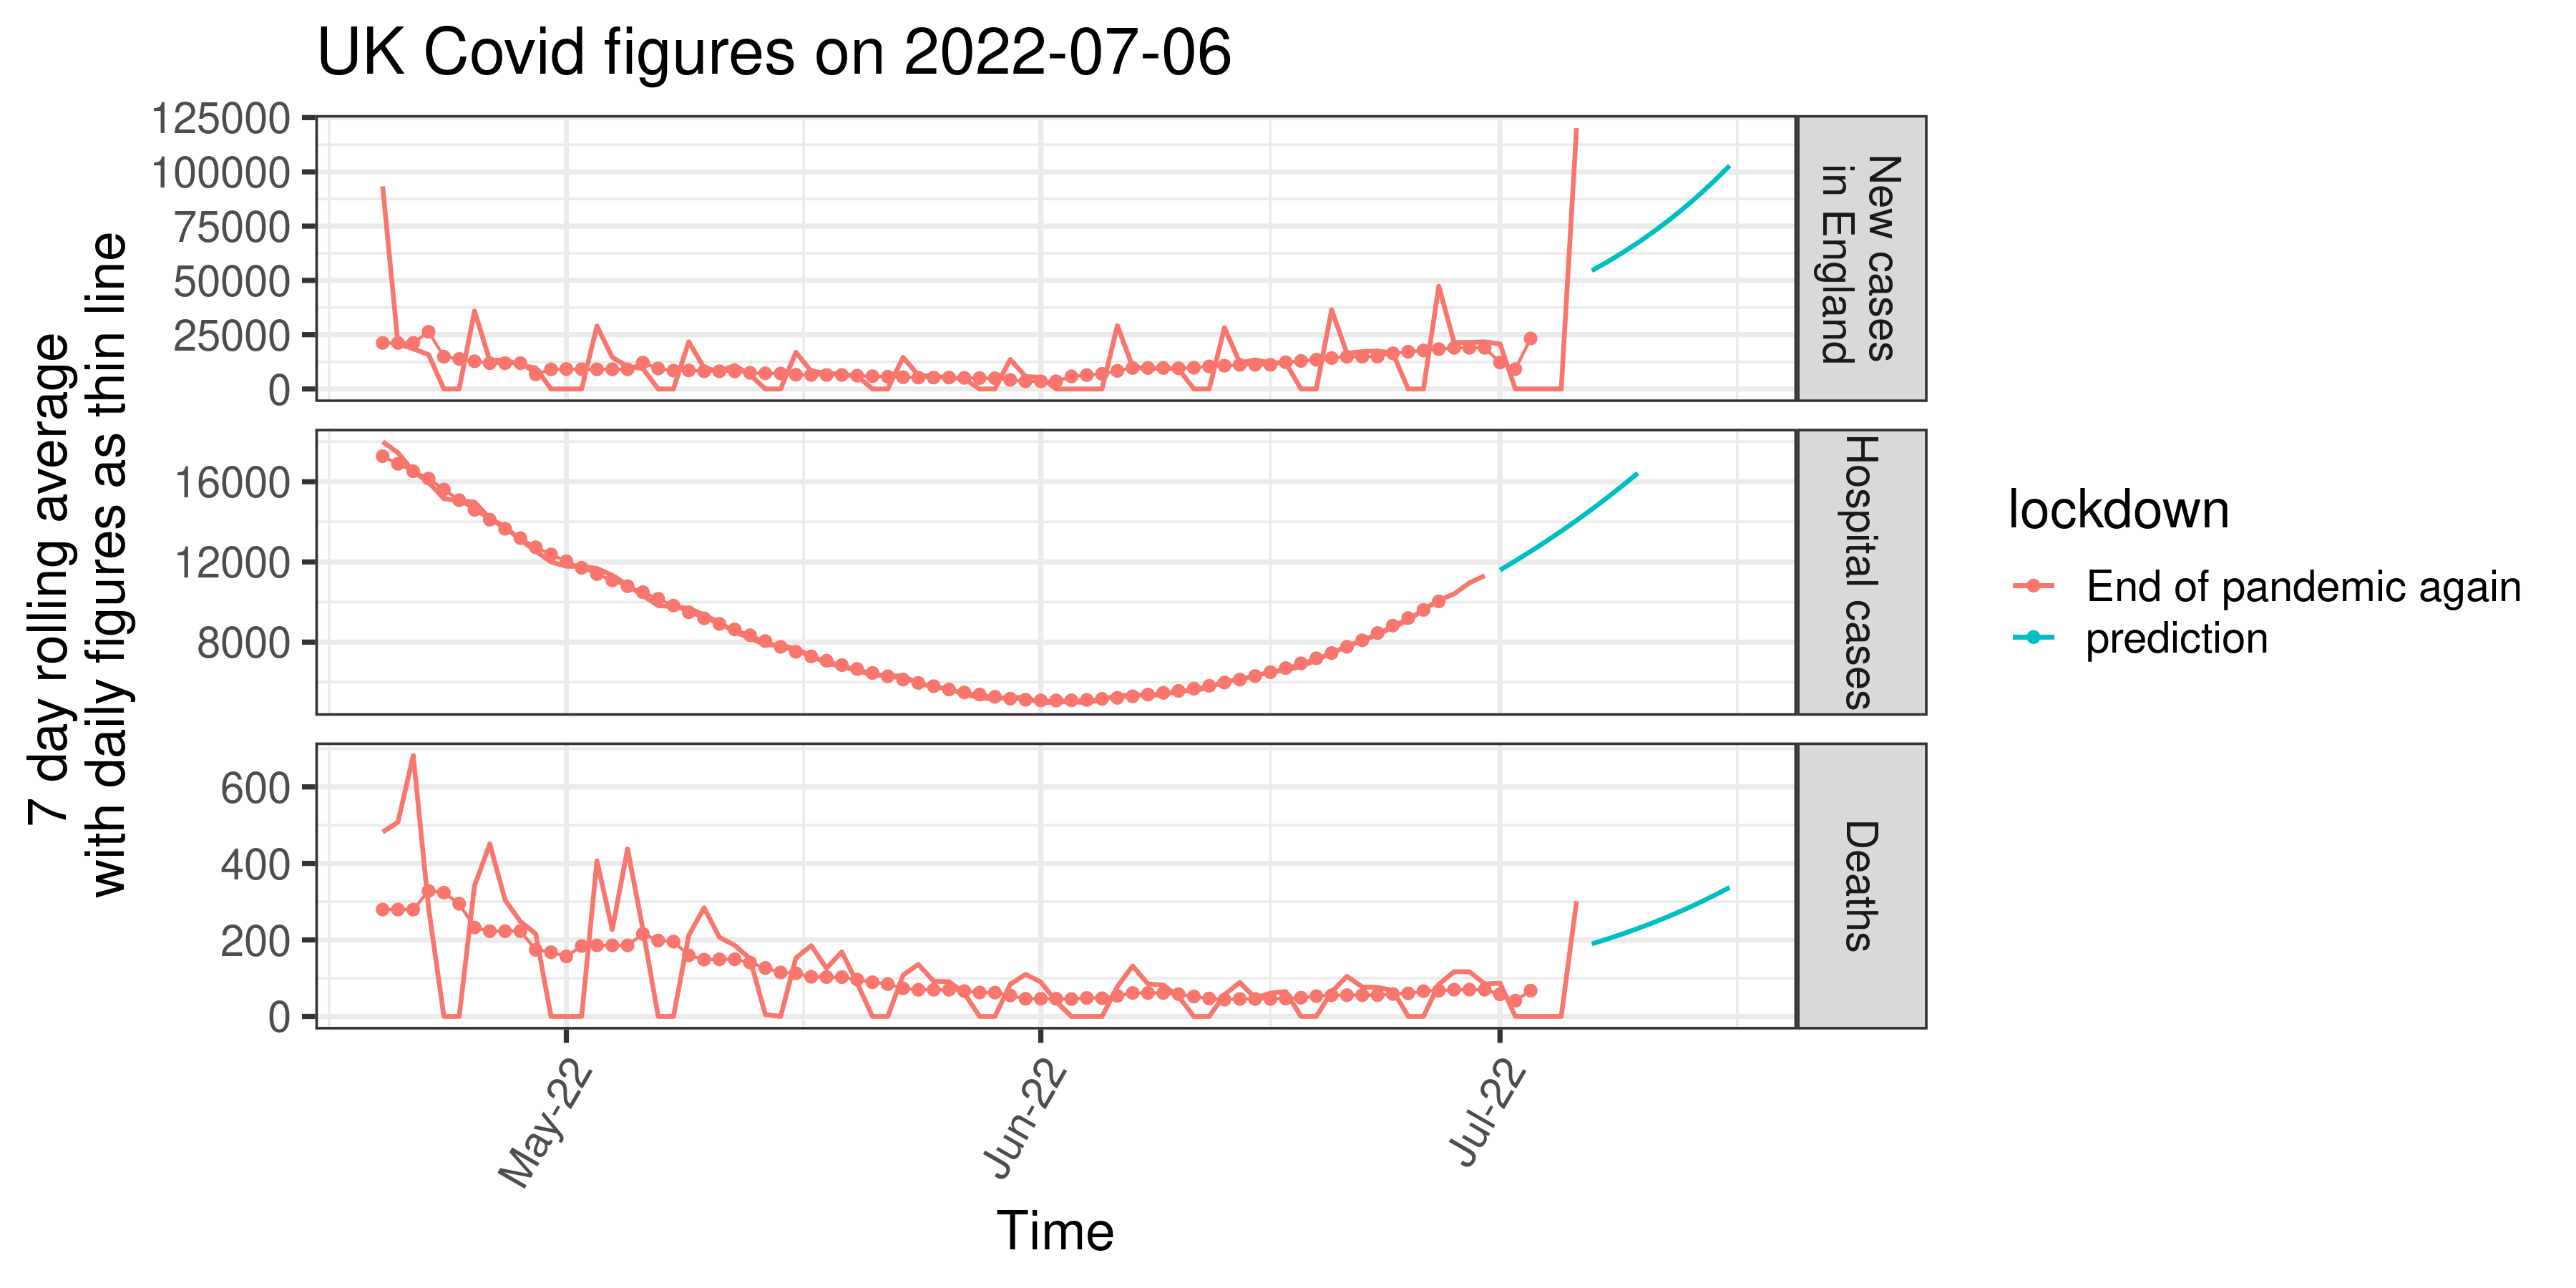 UK Covid figures on 2022-07-06
7 day rolling average
with daily figures as thin line
125000
100000
75000
50000
25000
0
New cases
in England
16000
12000
8000
Hospital cases
600
400
200
0
Deaths
May-22
Jun-22
Jul-22
Time
lockdown
End of pandemic again
prediction